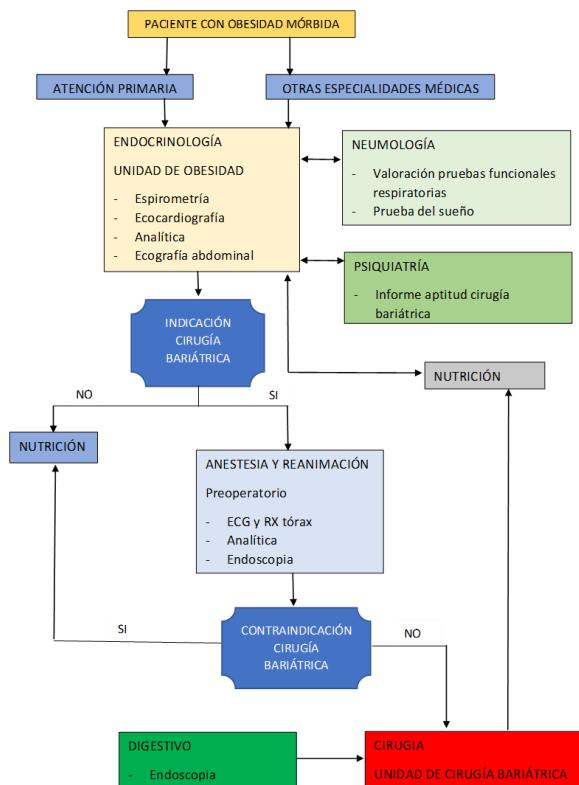 PACIENTE CON OBESIDAD MÓRBIDA
ATENCIÓN PRIMARIA
OTRAS ESPECIALIDADES MÉDICAS
ENDOCRINOLOGÍA
UNIDAD DE OBESIDAD
- Espirometría
- Ecocardiografía
- Analítica
- Ecografía abdominal
NEUMOLOGÍA
- Valoración pruebas funcionales
respiratorias
- Prueba del sueño
PSIQUIATRÍA
- Informe aptitud cirugía
bariátrica
INDICACIÓN
CIRUGÍA
BARIÁTRICA
NUTRICIÓN
NO
SI
NUTRICIÓN
ANESTESIA Y REANIMACIÓN
Preoperatorio
- ECG y RX tórax
- Analítica
- Endoscopia
CONTRAINDICACIÓN
CIRUGÍA
BARIÁTRICA
SI
NO
DIGESTIVO
- Endoscopia
CIRUGIA
UNIDAD DE CIRUGÍA BARIÁTRICA